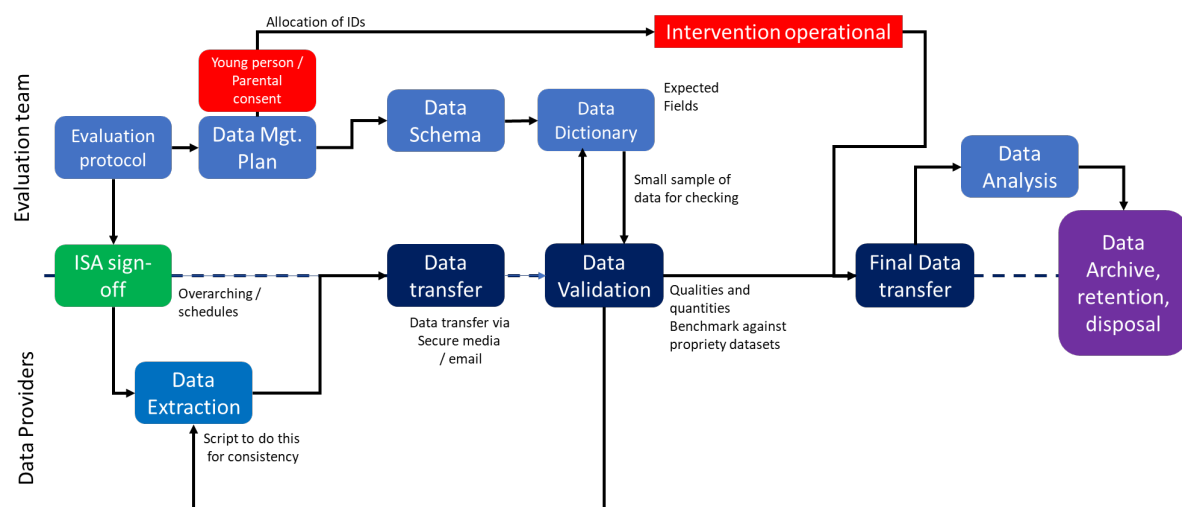 Allocation of IDs
Intervention operational
Young person /
Parental
consent
Evaluation team
Evaluation
protocol
Data Mgt.
Plan
Data
Schema
Data
Dictionary
Expected
Fields
Small sample of
data for checking
Data
Analysis
ISA sign-
off
Overarching /
schedules
Data
transfer
Data transfer via
Secure media
/ email
Data
Validation
Qualities and
quantities
Benchmark against
propriety datasets
Final Data
transfer
Data
Archive,
retention,
disposal
Data Providers
Data
Extraction
Script to do this
for consistency